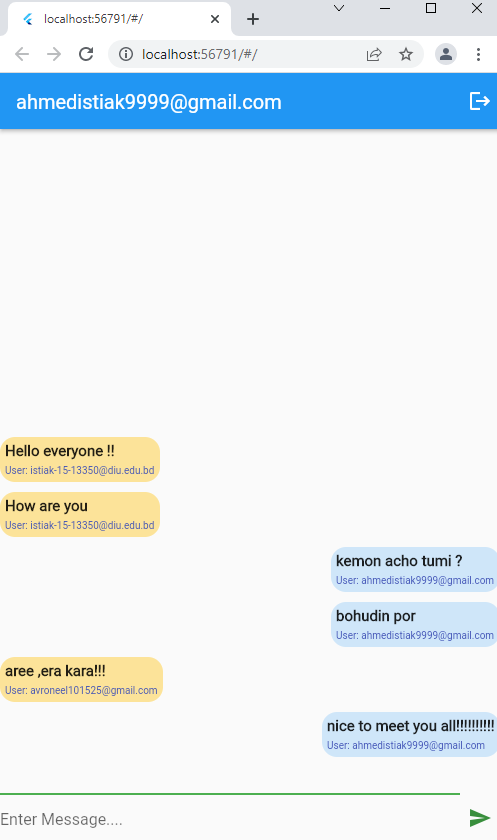 localhost:56791/#/
localhost:56791/#/
ahmedistiak9999@gmail.com
Hello everyone !!
User: istiak-15-13350@diu.edu.bd
How are you
User: istiak-15-13350@diu.edu.bd
kemon acho tumi ?
User: ahmedistiak9999@gmail.com
bohudin por
User: ahmedistiak9999@gmail.com
aree ,era kara!!!
User: avroneel101525@gmail.com
nice to meet you all!!!!!!!!!!
User: ahmedistiak9999@gmail.com
Enter Message....